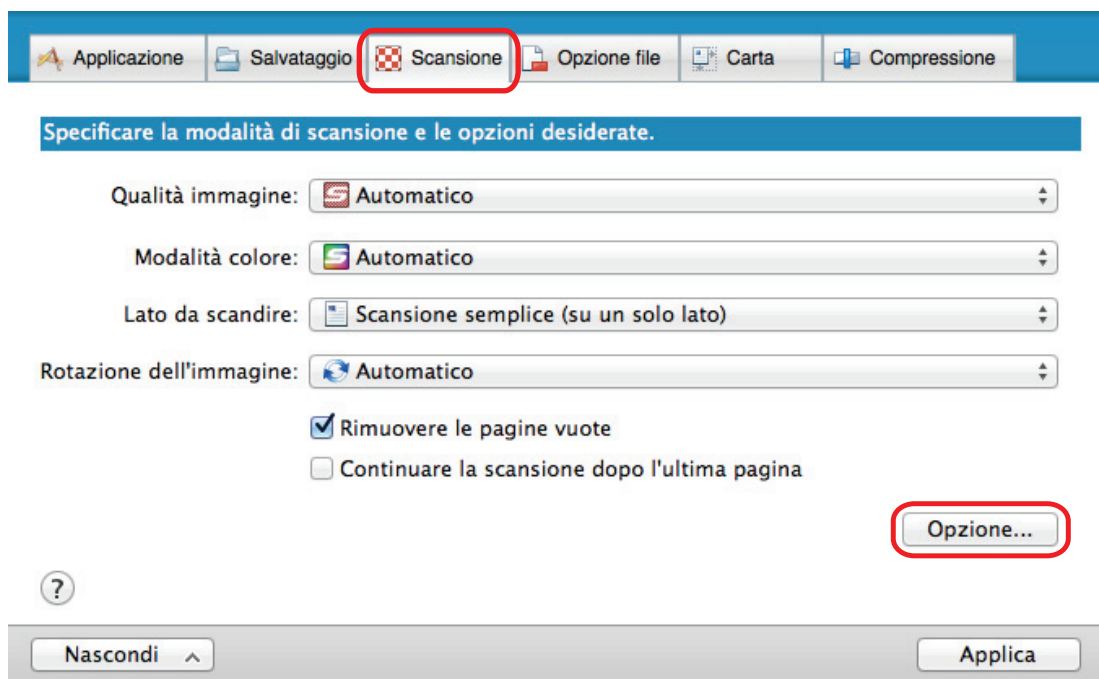 Applicazione Salvataggio Scansione Opzione file Carta Compressione
Specificare la modalità di scansione e le opzioni desiderate.
Qualità immagine: Automatico
Modalità colore: Automatico
Lato da scandire: Scansione semplice (su un solo lato)
Rotazione dell'immagine: Automatico
Rimuovere le pagine vuote
Continuare la scansione dopo l'ultima pagina
Opzione...
?
Nascondi Applica